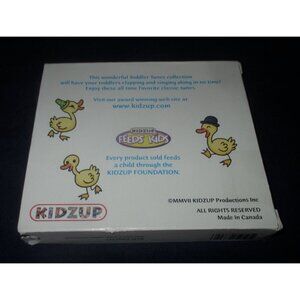 This wonderful Toddler Tunes collection
will have your toddlers clapping and singing along in no time!
Enjoy these all time favorite classic tunes.
Visit our award winning web site at
www.kidzup.com
KIDZUP
FEEDS KIDS
Every product sold feeds
a child through the
KIDZUP FOUNDATION.
KIDZUP
©MMVII KIDZUP Productions Inc
ALL RIGHTS RESERVED
Made in Canada